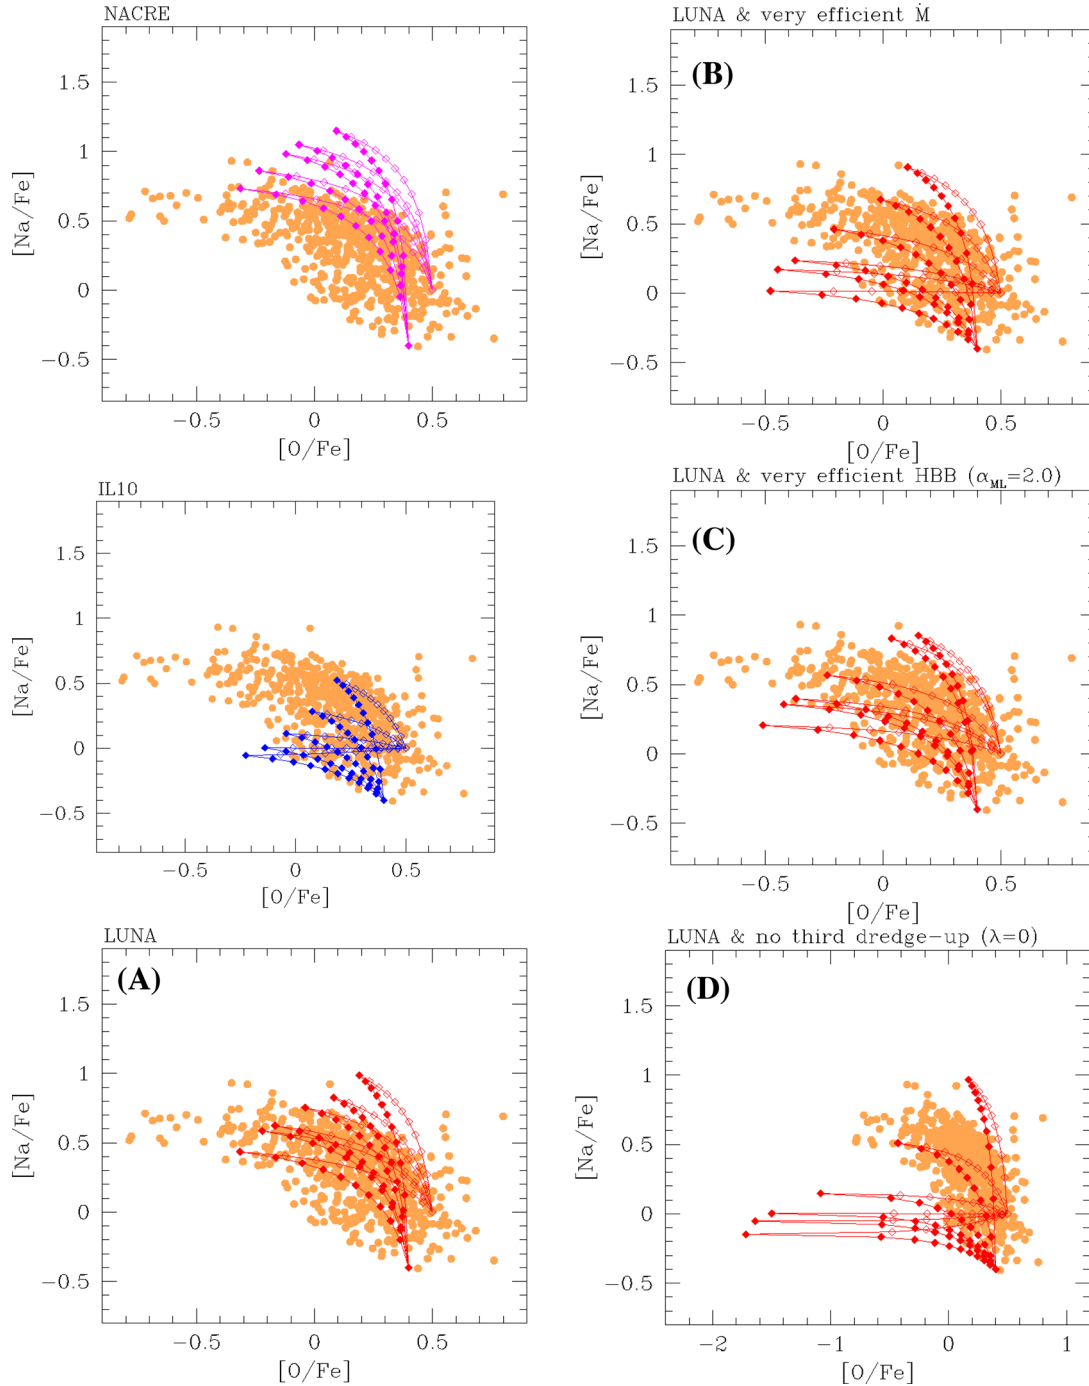 NACRE
1.5
1
0.5
0
−0.5
[Na/Fe]
−0.5
0
0.5
[O/Fe]
LUNA & very efficient Ṁ
(B)
1.5
1
0.5
0
−0.5
[Na/Fe]
−0.5
0
0.5
[O/Fe]
IL10
1.5
1
0.5
0
−0.5
[Na/Fe]
−0.5
0
0.5
[O/Fe]
LUNA & very efficient HBB (αML=2.0)
(C)
1.5
1
0.5
0
−0.5
[Na/Fe]
−0.5
0
0.5
[O/Fe]
LUNA
(A)
1.5
1
0.5
0
−0.5
[Na/Fe]
−0.5
0
0.5
[O/Fe]
LUNA & no third dredge-up (λ=0)
(D)
1.5
1
0.5
0
−0.5
[Na/Fe]
−2
−1
0
1
[O/Fe]